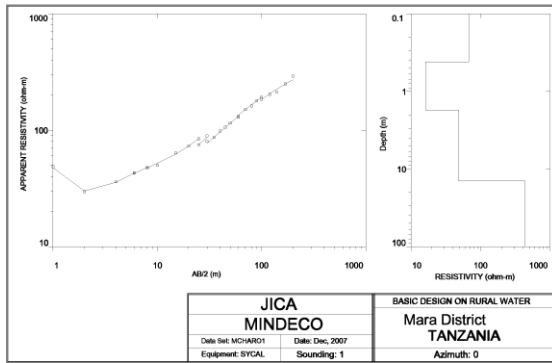 1000
100
10
APPARENT RESISTIVITY (ohm-m)
1
10
100
1000
AB/2 (m)
0.1
1
10
100
Depth (m)
10
100
1000
RESISTIVITY (ohm-m)
JICA
MINDECO
Data Set: MCHARO1
Date: Dec, 2007
Equipment: SYCAL
Sounding: 1
BASIC DESIGN ON RURAL WATER
Mara District
TANZANIA
Azimuth: 0